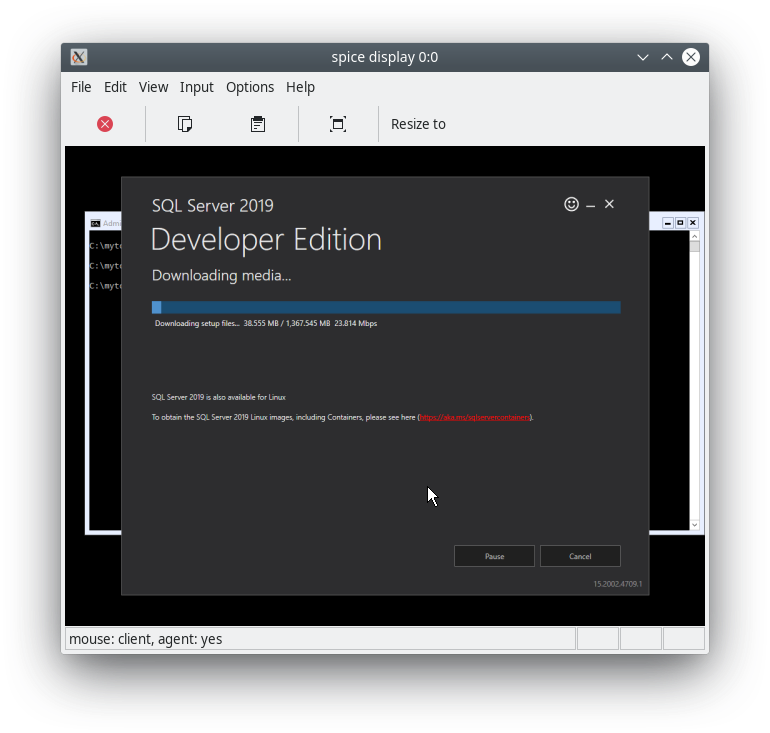 spice display 0:0
File Edit View Input Options Help
Resize to
SQL Server 2019
Developer Edition
Downloading media...
Downloading setup files... 38.555 MB / 1,367.545 MB 23.814 Mbps
SQL Server 2019 is also available for Linux
To obtain the SQL Server 2019 Linux images, including Containers, please see here (https://aka.ms/sqlservercontainers).
Pause Cancel
15.2002.4709.1
Adm
C:\myt
C:\myt
C:\myt
mouse: client, agent: yes